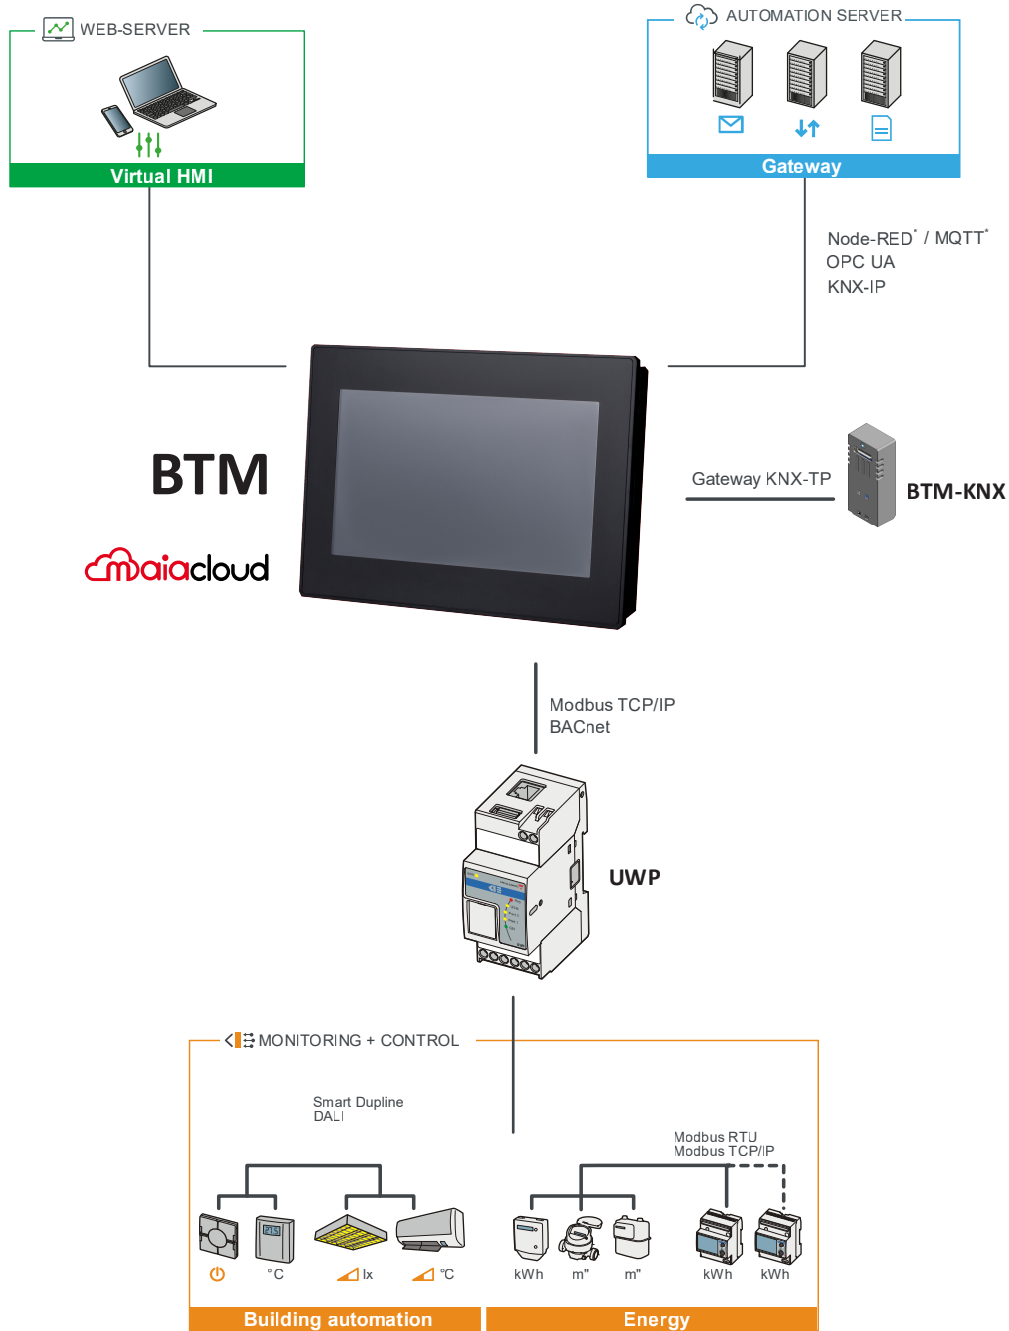 WEB-SERVER
AUTOMATION SERVER
Virtual HMI
Gateway
Node-RED* / MQTT*
OPC UA
KNX-IP
BTM
maiacloud
Gateway KNX-TP
BTM-KNX
Modbus TCP/IP
BACnet
UWP
MONITORING + CONTROL
Smart Dupline
DALI
Modbus RTU
Modbus TCP/IP
°C
lx
°C
kWh
m"
m"
kWh
kWh
Building automation
Energy